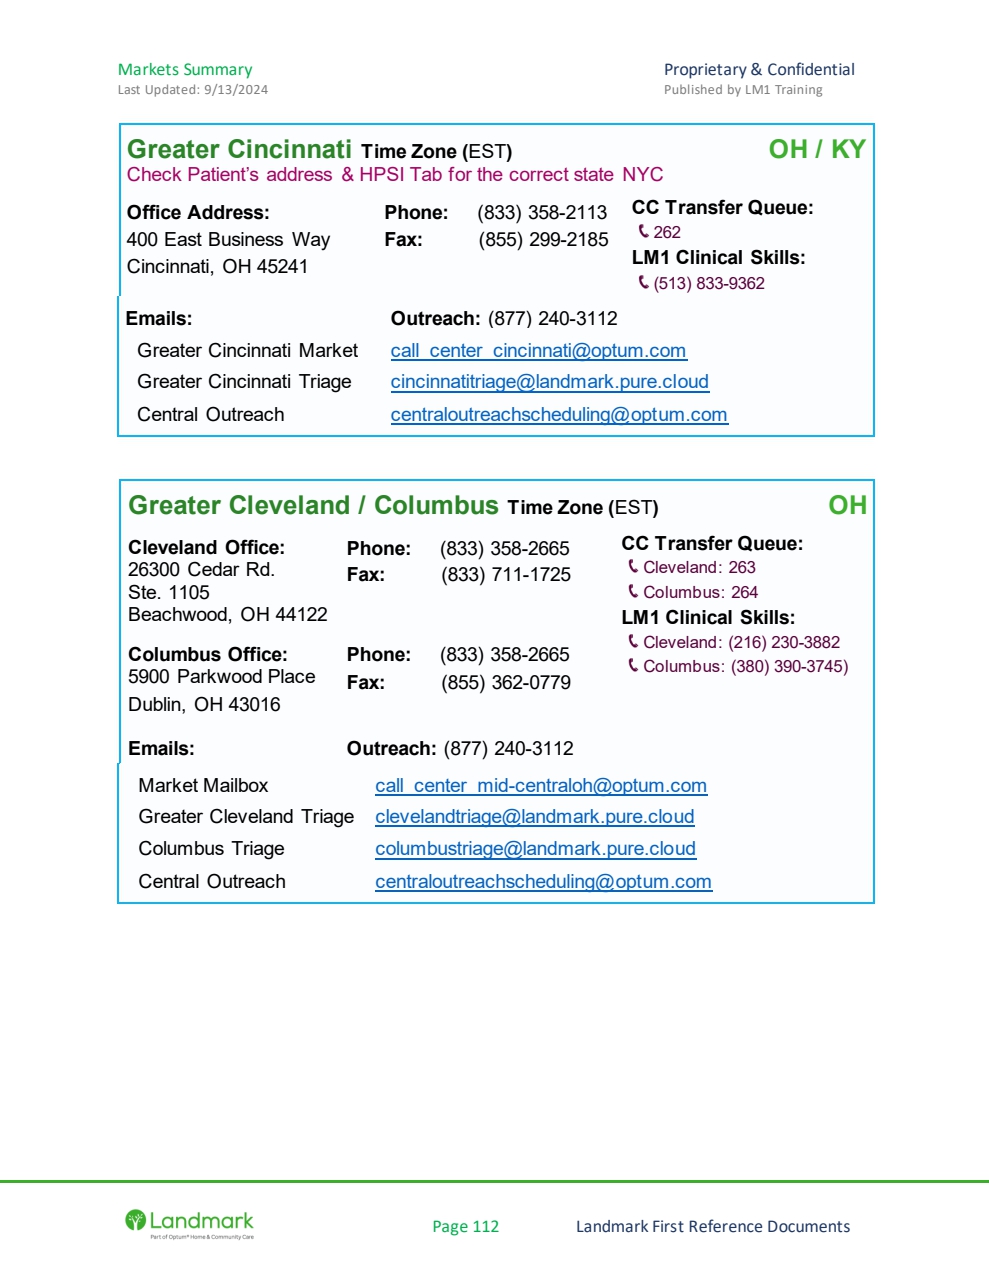 Markets Summary
Proprietary & Confidential
Last Updated: 9/13/2024
Published by LM1 Training
Greater Cincinnati Time Zone (EST)
OH / KY
Check Patient's address & HPSI Tab for the correct state NYC
Office Address:
400 East Business Way
Cincinnati, OH 45241
Phone: (833) 358-2113
Fax: (855) 299-2185
CC Transfer Queue:
262
LM1 Clinical Skills:
(513) 833-9362
Emails:
Outreach: (877) 240-3112
Greater Cincinnati Market call_center_cincinnati@optum.com
Greater Cincinnati Triage cincinnatitriage@landmark.pure.cloud
Central Outreach centraloutreachscheduling@optum.com
Greater Cleveland / Columbus Time Zone (EST)
OH
Cleveland Office:
26300 Cedar Rd.
Ste. 1105
Beachwood, OH 44122
Phone: (833) 358-2665
Fax: (833) 711-1725
CC Transfer Queue:
Cleveland: 263
Columbus: 264
LM1 Clinical Skills:
Cleveland: (216) 230-3882
Columbus: (380) 390-3745)
Columbus Office:
5900 Parkwood Place
Dublin, OH 43016
Phone: (833) 358-2665
Fax: (855) 362-0779
Emails:
Outreach: (877) 240-3112
Market Mailbox call_center_mid-centraloh@optum.com
Greater Cleveland Triage clevelandtriage@landmark.pure.cloud
Columbus Triage columbustriage@landmark.pure.cloud
Central Outreach centraloutreachscheduling@optum.com
Landmark
Part of Optum® Home & Community Care
Page 112
Landmark First Reference Documents